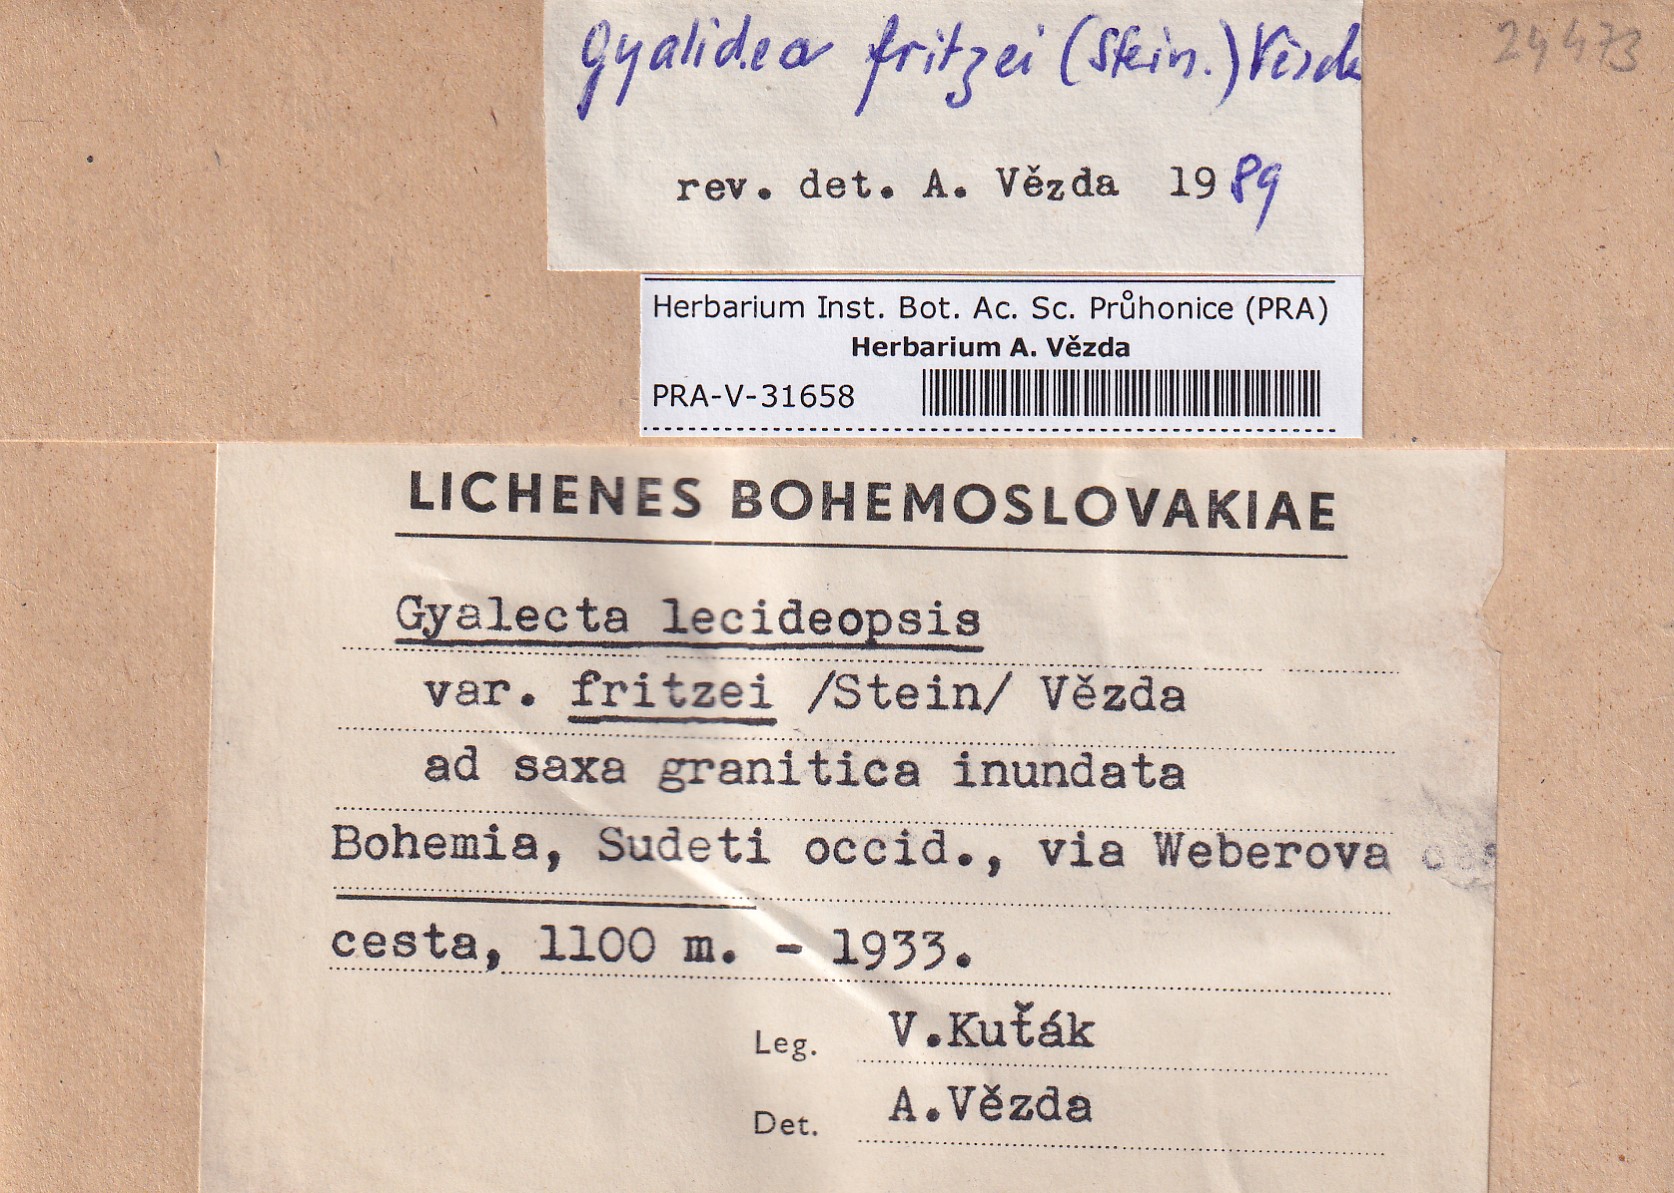 Gyalidea fritzei (Stein.) Vězda
24473
rev. det. A. Vězda 1989
Herbarium Inst. Bot. Ac. Sc. Průhonice (PRA)
Herbarium A. Vězda
PRA-V-31658
LICHENES BOHEMOSLOVAKIAE
Gyalecta lecideopsis
var. fritzei /Stein/ Vězda
ad saxa granitica inundata
Bohemia, Sudeti occid., via Weberova
cesta, 1100 m. - 1933.
Leg. V.Kuťák
Det. A.Vězda